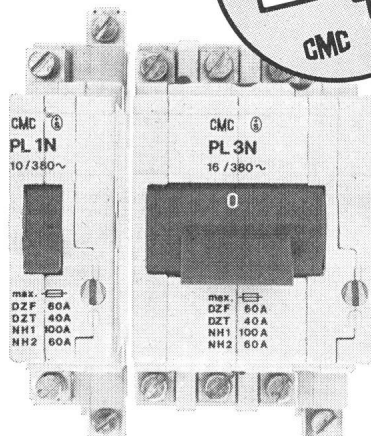 CMC
CMC
PL 1N
10/380~
max.
DZF 60A
DZT 40A
NH1 100A
NH2 60A
CMC
PL 3N
16/380~
0
max.
DZF 60A
DZT 40A
NH1 100A
NH2 60A